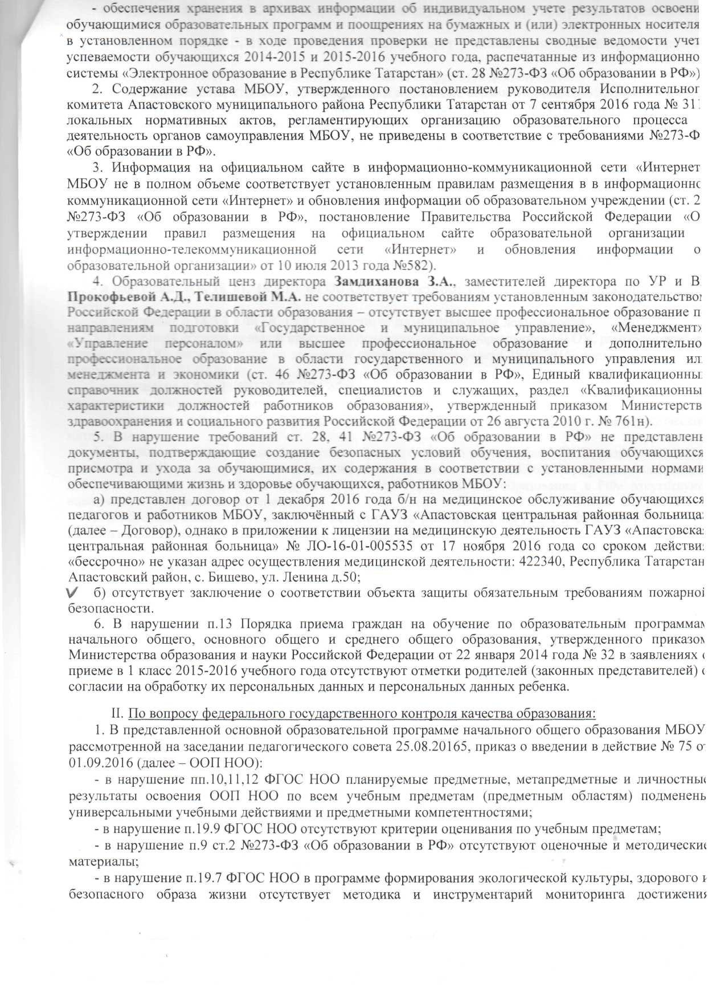 - обеспечения хранения в архивах информации об индивидуальном учете результатов освоени
обучающимися образовательных программ и поощрениях на бумажных и (или) электронных носителя
в установленном порядке - в ходе проведения проверки не представлены сводные ведомости учет
успеваемости обучающихся 2014-2015 и 2015-2016 учебного года, распечатанные из информационно
системы «Электронное образование в Республике Татарстан» (ст. 28 №273-ФЗ «Об образовании в РФ»)
2. Содержание устава МБОУ, утвержденного постановлением руководителя Исполнительног
комитета Апастовского муниципального района Республики Татарстан от 7 сентября 2016 года № 31
локальных нормативных актов, регламентирующих организацию образовательного процесса
деятельность органов самоуправления МБОУ, не приведены в соответствие с требованиями №273-Ф
«Об образовании в РФ».
3. Информация на официальном сайте в информационно-коммуникационной сети «Интернет
МБОУ не в полном объеме соответствует установленным правилам размещения в в информационно
коммуникационной сети «Интернет» и обновления информации об образовательном учреждении (ст. 2
№273-ФЗ «Об образовании в РФ», постановление Правительства Российской Федерации «О
утверждении правил размещения на официальном сайте образовательной организации
информационно-телекоммуникационной сети «Интернет» и обновления информации о
образовательной организации» от 10 июля 2013 года №582).
4. Образовательный ценз директора Замдиханова З.А., заместителей директора по УР и В
Прокофьевой А.Д., Телишевой М.А. не соответствует требованиям установленным законодательство
Российской Федерации в области образования – отсутствует высшее профессиональное образование п
направлениям подготовки «Государственное и муниципальное управление», «Менеджмент»
«Управление персоналом» или высшее профессиональное образование и дополнительно
профессиональное образование в области государственного и муниципального управления ил
менеджмента и экономики (ст. 46 №273-ФЗ «Об образовании в РФ», Единый квалификационны
справочник должностей руководителей, специалистов и служащих, раздел «Квалификационны
характеристики должностей работников образования», утвержденный приказом Министерств
здравоохранения и социального развития Российской Федерации от 26 августа 2010 г. № 761н).
5. В нарушение требований ст. 28, 41 №273-ФЗ «Об образовании в РФ» не представлен
документы, подтверждающие создание безопасных условий обучения, воспитания обучающихся
присмотра и ухода за обучающимися, их содержания в соответствии с установленными нормами
обеспечивающими жизнь и здоровье обучающихся, работников МБОУ:
а) представлен договор от 1 декабря 2016 года б/н на медицинское обслуживание обучающихся
педагогов и работников МБОУ, заключённый с ГАУЗ «Апастовская центральная районная больница
(далее – Договор), однако в приложении к лицензии на медицинскую деятельность ГАУЗ «Апастовска
центральная районная больница» № ЛО-16-01-005535 от 17 ноября 2016 года со сроком действи
«бессрочно» не указан адрес осуществления медицинской деятельности: 422340, Республика Татарстан
Апастовский район, с. Бишево, ул. Ленина д.50;
б) отсутствует заключение о соответствии объекта защиты обязательным требованиям пожарной
безопасности.
6. В нарушении п.13 Порядка приема граждан на обучение по образовательным программам
начального общего, основного общего и среднего общего образования, утвержденного приказом
Министерства образования и науки Российской Федерации от 22 января 2014 года № 32 в заявлениях о
приеме в 1 класс 2015-2016 учебного года отсутствуют отметки родителей (законных представителей) о
согласии на обработку их персональных данных и персональных данных ребенка.
II. По вопросу федерального государственного контроля качества образования:
1. В представленной основной образовательной программе начального общего образования МБОУ
рассмотренной на заседании педагогического совета 25.08.20165, приказ о введении в действие № 75 от
01.09.2016 (далее – ООП НОО):
- в нарушение пп.10,11,12 ФГОС НОО планируемые предметные, метапредметные и личностные
результаты освоения ООП НОО по всем учебным предметам (предметным областям) подменены
универсальными учебными действиями и предметными компетентностями;
- в нарушение п.19.9 ФГОС НОО отсутствуют критерии оценивания по учебным предметам;
- в нарушение п.9 ст.2 №273-ФЗ «Об образовании в РФ» отсутствуют оценочные и методические
материалы;
- в нарушение п.19.7 ФГОС НОО в программе формирования экологической культуры, здорового и
безопасного образа жизни отсутствует методика и инструментарий мониторинга достижения